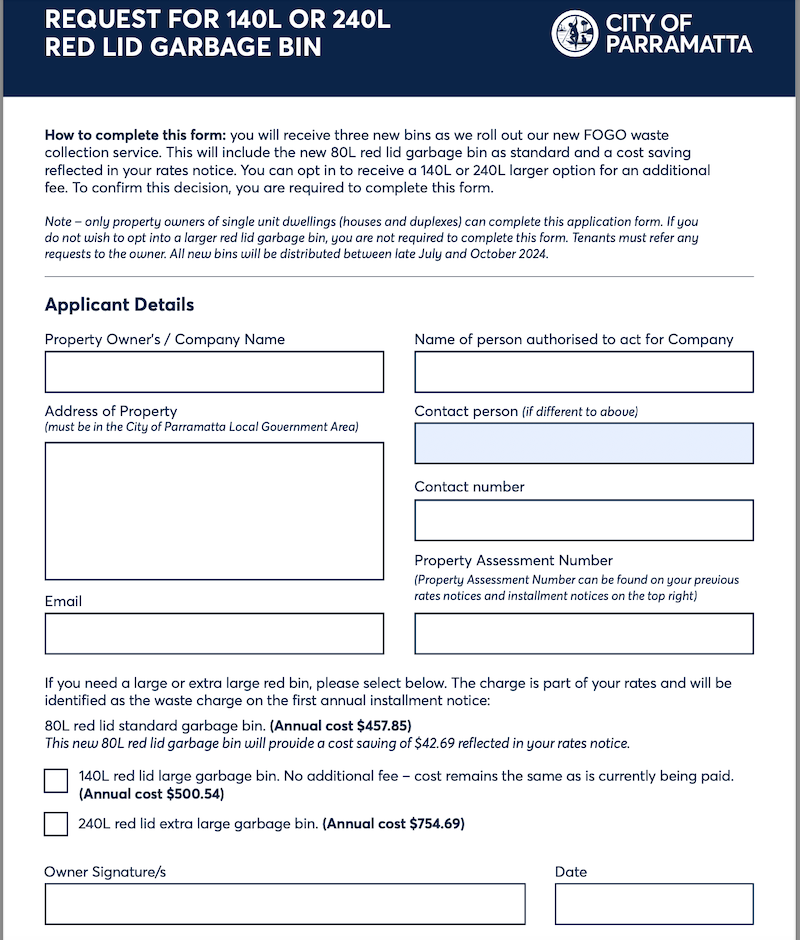 REQUEST FOR 140L OR 240L
RED LID GARBAGE BIN
CITY OF
PARRAMATTA
How to complete this form: you will receive three new bins as we roll out our new FOGO waste
collection service. This will include the new 80L red lid garbage bin as standard and a cost saving
reflected in your rates notice. You can opt in to receive a 140L or 240L larger option for an additional
fee. To confirm this decision, you are required to complete this form.
Note – only property owners of single unit dwellings (houses and duplexes) can complete this application form. If you
do not wish to opt into a larger red lid garbage bin, you are not required to complete this form. Tenants must refer any
requests to the owner. All new bins will be distributed between late July and October 2024.
Applicant Details
Property Owner's / Company Name
Name of person authorised to act for Company
Address of Property
(must be in the City of Parramatta Local Government Area)
Contact person (if different to above)
Contact number
Property Assessment Number
(Property Assessment Number can be found on your previous
rates notices and installment notices on the top right)
Email
If you need a large or extra large red bin, please select below. The charge is part of your rates and will be
identified as the waste charge on the first annual installment notice:
80L red lid standard garbage bin. (Annual cost $457.85)
This new 80L red lid garbage bin will provide a cost saving of $42.69 reflected in your rates notice.
140L red lid large garbage bin. No additional fee – cost remains the same as is currently being paid.
(Annual cost $500.54)
240L red lid extra large garbage bin. (Annual cost $754.69)
Owner Signature/s
Date